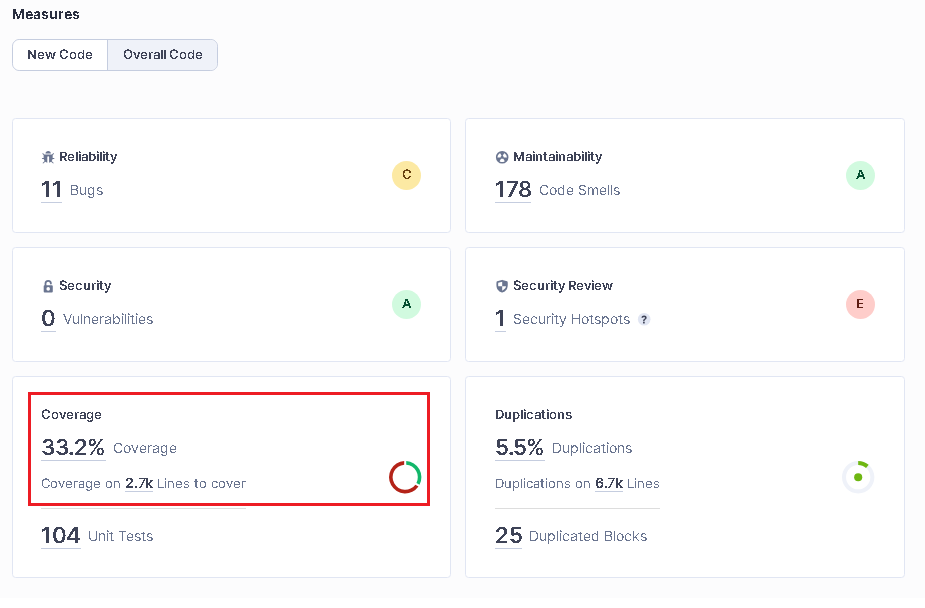 Measures
New Code Overall Code
Reliability
11 Bugs
C
Maintainability
178 Code Smells
A
Security
0 Vulnerabilities
A
Security Review
1 Security Hotspots ?
E
Coverage
33.2% Coverage
Coverage on 2.7k Lines to cover
104 Unit Tests
Duplications
5.5% Duplications
Duplications on 6.7k Lines
25 Duplicated Blocks